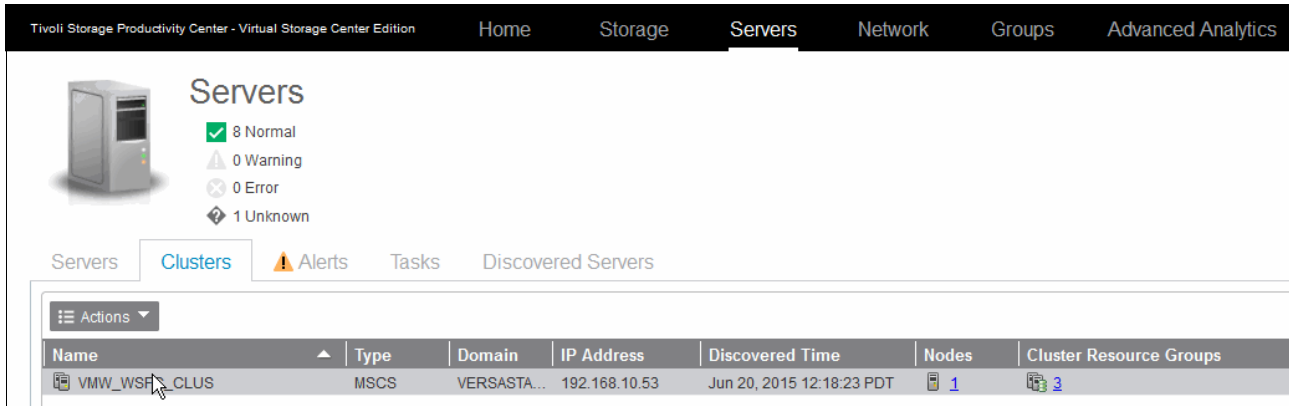 Tivoli Storage Productivity Center - Virtual Storage Center Edition Home Storage Servers Network Groups Advanced Analytics
Servers
8 Normal
0 Warning
0 Error
1 Unknown
Servers Clusters Alerts Tasks Discovered Servers
Actions
Name Type Domain IP Address Discovered Time Nodes Cluster Resource Groups
MSCS VERSASTA... 192.168.10.53 Jun 20, 2015 12:18:23 PDT 1 3